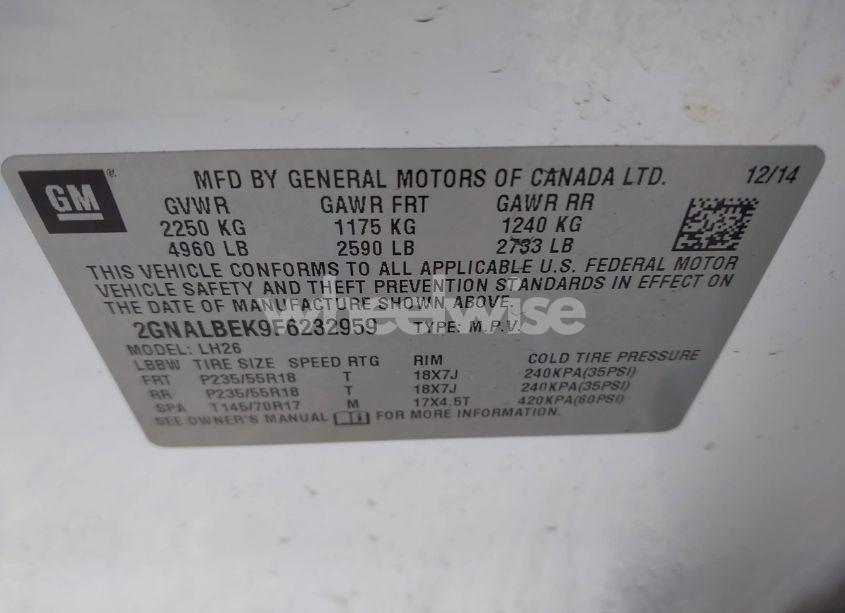 GM® MFD BY GENERAL MOTORS OF CANADA LTD. 12/14
GVWR GAWR FRT GAWR RR
2250 KG 1175 KG 1240 KG
4960 LB 2590 LB 2733 LB
THIS VEHICLE CONFORMS TO ALL APPLICABLE U.S. FEDERAL MOTOR
VEHICLE SAFETY AND THEFT PREVENTION STANDARDS IN EFFECT ON
THE DATE OF MANUFACTURE SHOWN ABOVE.
wheelwise
2GNALBEK9F6232959 TYPE: M.P.V.
MODEL: LH26
LBBW TIRE SIZE SPEED RTG RIM COLD TIRE PRESSURE
FRT P235/55R18 T 18X7J 240KPA(35PSI)
RR P235/55R18 T 18X7J 240KPA(35PSI)
SPA T145/70R17 M 17X4.5T 420KPA(60PSI)
SEE OWNER'S MANUAL FOR MORE INFORMATION.